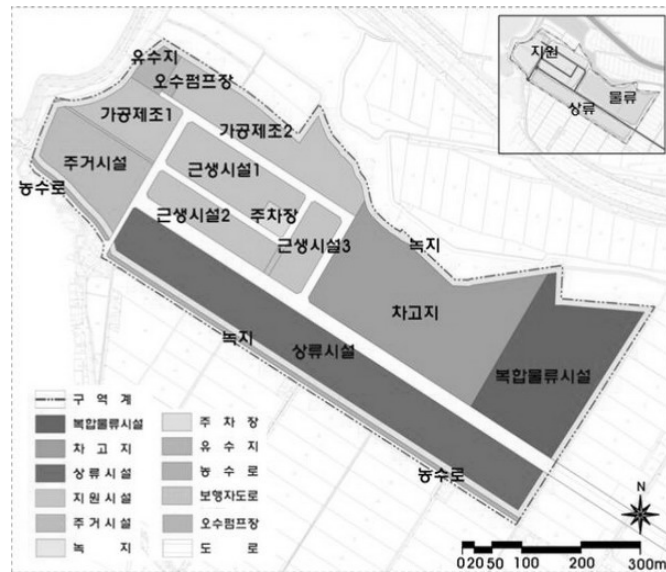 유수지
오수펌프장
가공제조1
가공제조2
주거시설
근생시설1
농수로
근생시설2
주차장
근생시설3
녹지
차고지
녹지
상류시설
복합물류시설
농수로
지원
물류
상류
구역계
복합물류시설
차고지
상류시설
지원시설
주거시설
녹지
주차장
유수지
농수로
보행자도로
오수펌프장
도로
N
0 20 50 100 200 300m